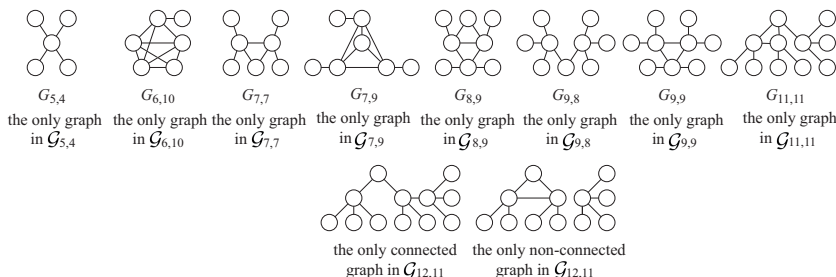 G5,4 G6,10 G7,7 G7,9 G8,9 G9,8 G9,9 G11,11
the only graph the only graph the only graph the only graph the only graph the only graph the only graph the only graph
in 𝒢5,4 in 𝒢6,10 in 𝒢7,7 in 𝒢7,9 in 𝒢8,9 in 𝒢9,8 in 𝒢9,9 in 𝒢11,11
the only connected the only non-connected
graph in 𝒢12,11 graph in 𝒢12,11